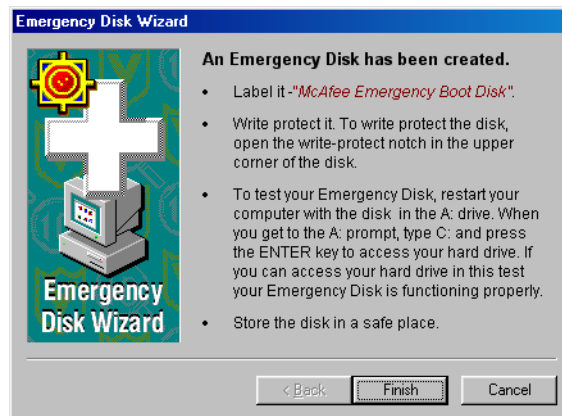 Emergency Disk Wizard
An Emergency Disk has been created.
• Label it -"McAfee Emergency Boot Disk".
• Write protect it. To write protect the disk,
open the write-protect notch in the upper
corner of the disk.
• To test your Emergency Disk, restart your
computer with the disk in the A: drive. When
you get to the A: prompt, type C: and press
the ENTER key to access your hard drive. If
you can access your hard drive in this test
your Emergency Disk is functioning properly.
• Store the disk in a safe place.
Emergency
Disk Wizard
< Back
Finish
Cancel